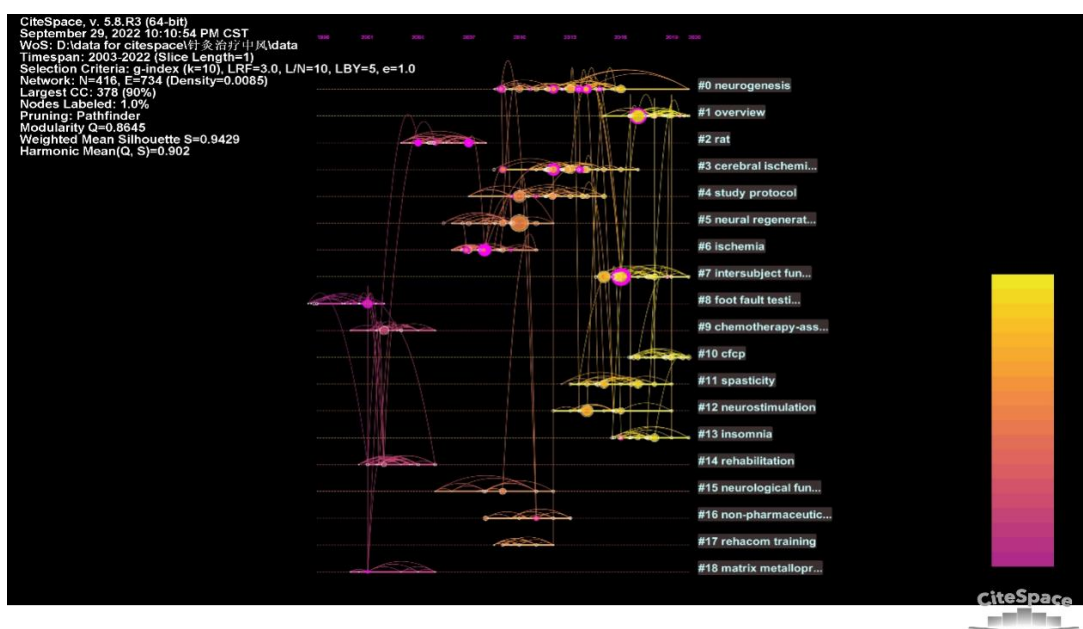 CiteSpace, v. 5.8.R3 (64-bit)
September 29, 2022 10:10:54 PM CST
WoS: D:\data for citespace\针灸治疗中风\data
Timespan: 2003-2022 (Slice Length=1)
Selection Criteria: g-index (k=10), LRF=3.0, L/N=10, LBY=5, e=1.0
Network: N=416, E=734 (Density=0.0085)
Largest CC: 378 (90%)
Nodes Labeled: 1.0%
Pruning: Pathfinder
Modularity Q=0.8645
Weighted Mean Silhouette S=0.9429
Harmonic Mean(Q, S)=0.902
#0 neurogenesis
#1 overview
#2 rat
#3 cerebral ischemi...
#4 study protocol
#5 neural regenerat...
#6 ischemia
#7 intersubject fun...
#8 foot fault testi...
#9 chemotherapy-ass...
#10 cfcp
#11 spasticity
#12 neurostimulation
#13 insomnia
#14 rehabilitation
#15 neurological fun...
#16 non-pharmaceutic...
#17 rehacom training
#18 matrix metallopr...
CiteSpace